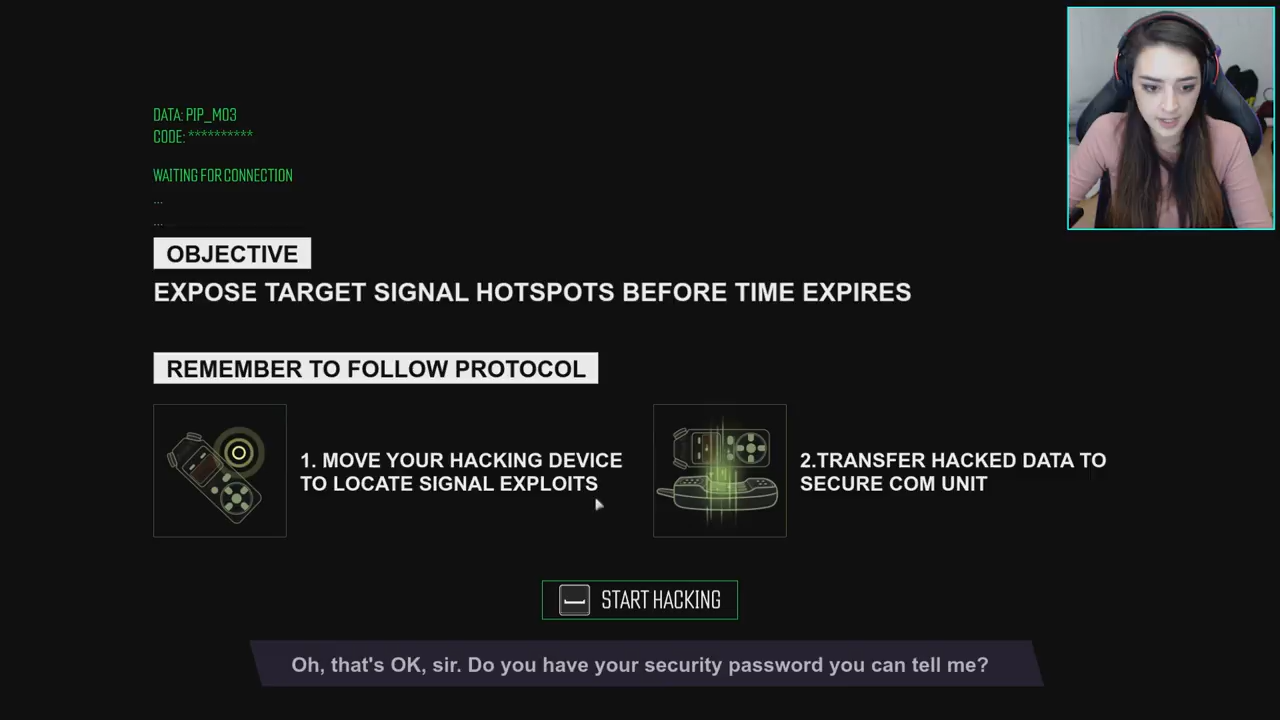 DATA: PIP_M03
CODE: **********
WAITING FOR CONNECTION
...
...
OBJECTIVE
EXPOSE TARGET SIGNAL HOTSPOTS BEFORE TIME EXPIRES
REMEMBER TO FOLLOW PROTOCOL
1. MOVE YOUR HACKING DEVICE
TO LOCATE SIGNAL EXPLOITS
2.TRANSFER HACKED DATA TO
SECURE COM UNIT
START HACKING
Oh, that's OK, sir. Do you have your security password you can tell me?